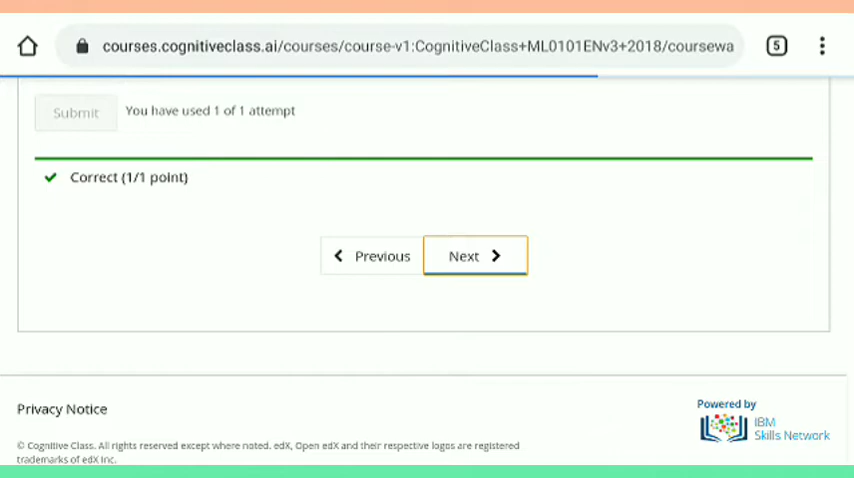 courses.cognitiveclass.ai/courses/course-v1:CognitiveClass+ML0101ENv3+2018/coursewa
5
Submit
You have used 1 of 1 attempt
Correct (1/1 point)
Previous
Next
Privacy Notice
Powered by
IBM
Skills Network
© Cognitive Class. All rights reserved except where noted. edX, Open edX and their respective logos are registered
trademarks of edX Inc.